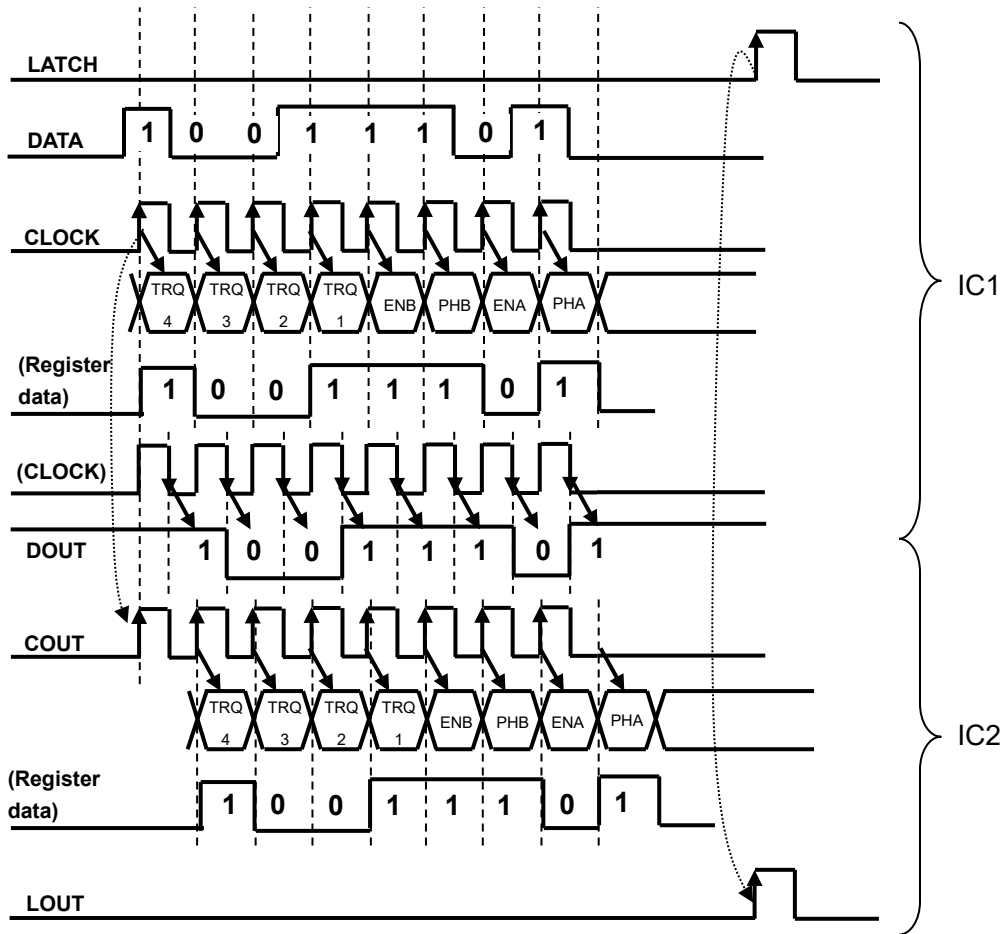 LATCH
DATA 1 0 0 1 1 1 0 1
CLOCK
IC1
TRQ TRQ TRQ TRQ ENB PHB ENA PHA
4 3 2 1
(Register
data) 1 0 0 1 1 1 0 1
(CLOCK)
DOUT 1 0 0 1 1 1 0 1
COUT
TRQ TRQ TRQ TRQ ENB PHB ENA PHA
4 3 2 1
IC2
(Register
data) 1 0 0 1 1 1 0 1
LOUT